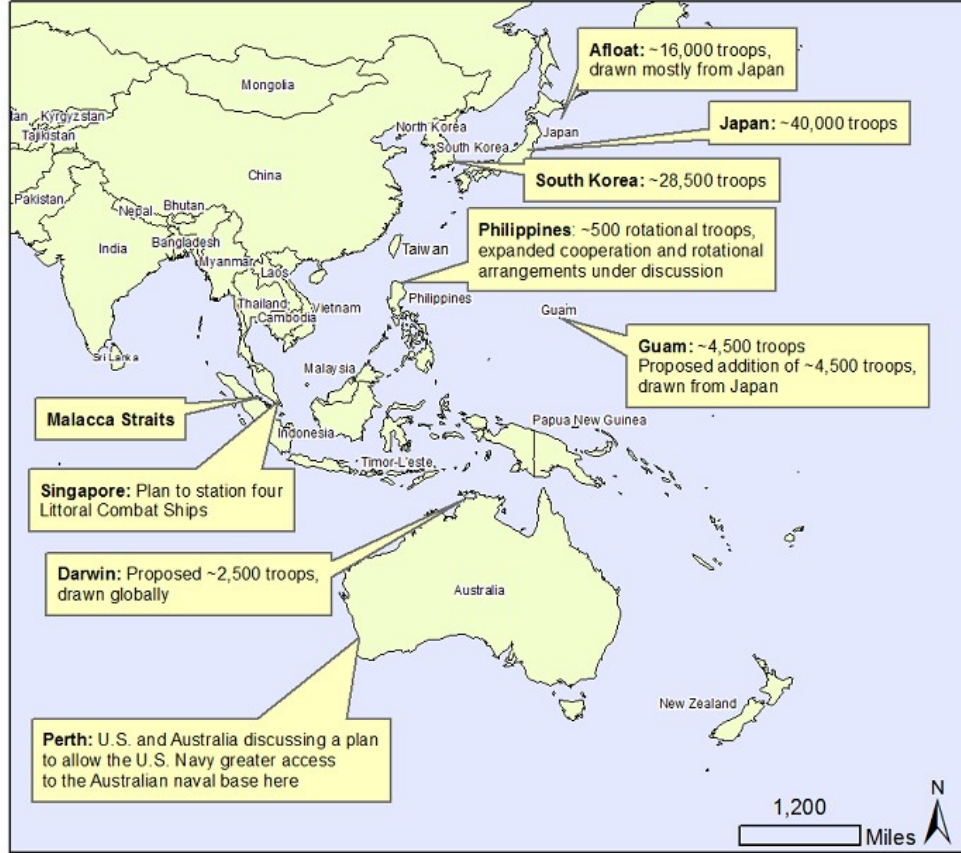 Afloat: ~16,000 troops,
drawn mostly from Japan
Mongolia
tan
Kyrgyzstan
Tajikistan
North Korea
Japan
Japan: ~40,000 troops
South Korea
China
South Korea: ~28,500 troops
Pakistan
Nepal
Bhutan
Philippines: ~500 rotational troops,
expanded cooperation and rotational
arrangements under discussion
India
Bangladesh
Taiwan
Myanmar
Laos
Thailand
Vietnam
Philippines
Guam
Cambodia
Guam: ~4,500 troops
Proposed addition of ~4,500 troops,
drawn from Japan
Sri Lanka
Malaysia
Malacca Straits
Indonesia
Papua New Guinea
Timor-L'este
Singapore: Plan to station four
Littoral Combat Ships
Darwin: Proposed ~2,500 troops,
drawn globally
Australia
New Zealand
Perth: U.S. and Australia discussing a plan
to allow the U.S. Navy greater access
to the Australian naval base here
N
1,200
Miles